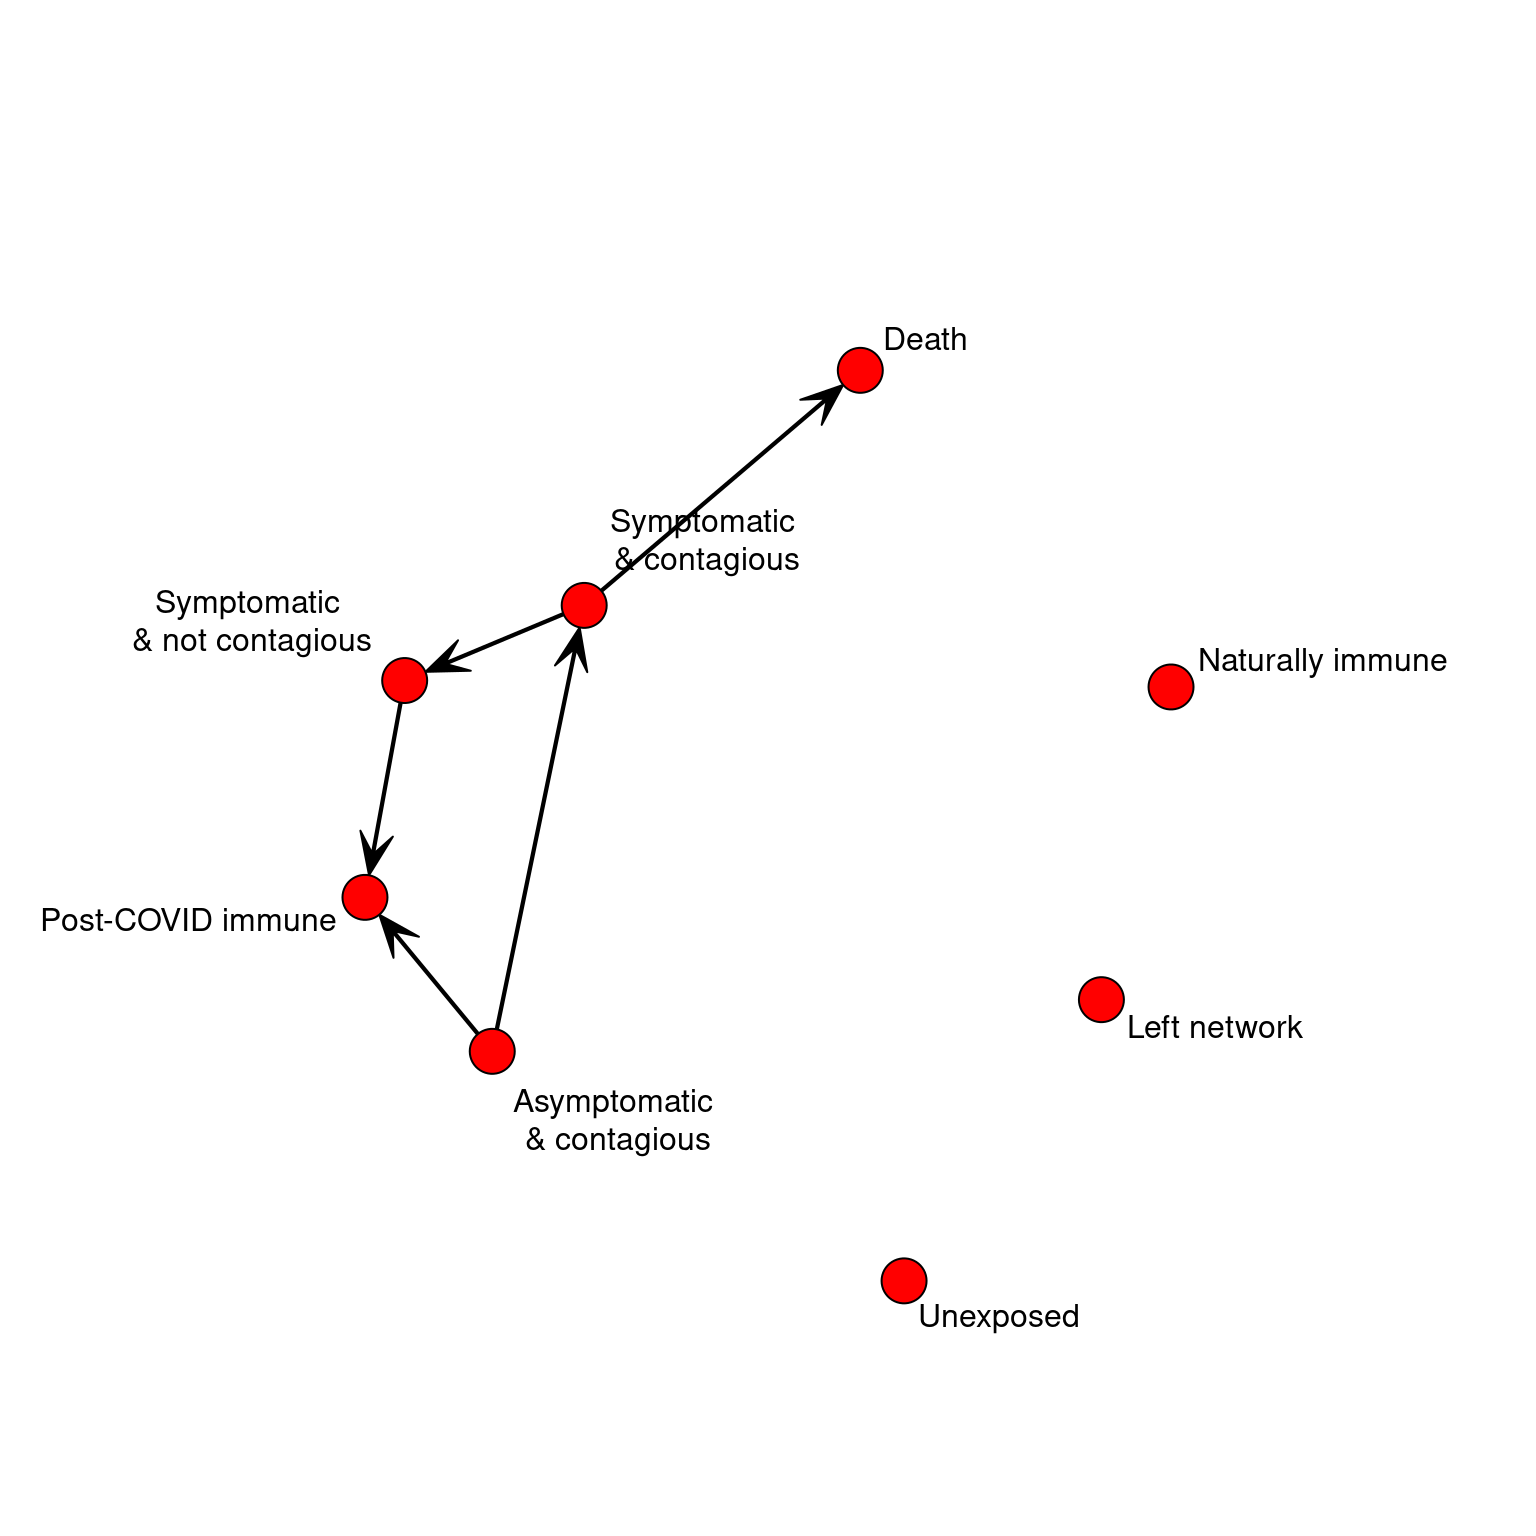 Death
Symptomatic
& contagious
Symptomatic
& not contagious
Naturally immune
Post-COVID immune
Left network
Asymptomatic
& contagious
Unexposed